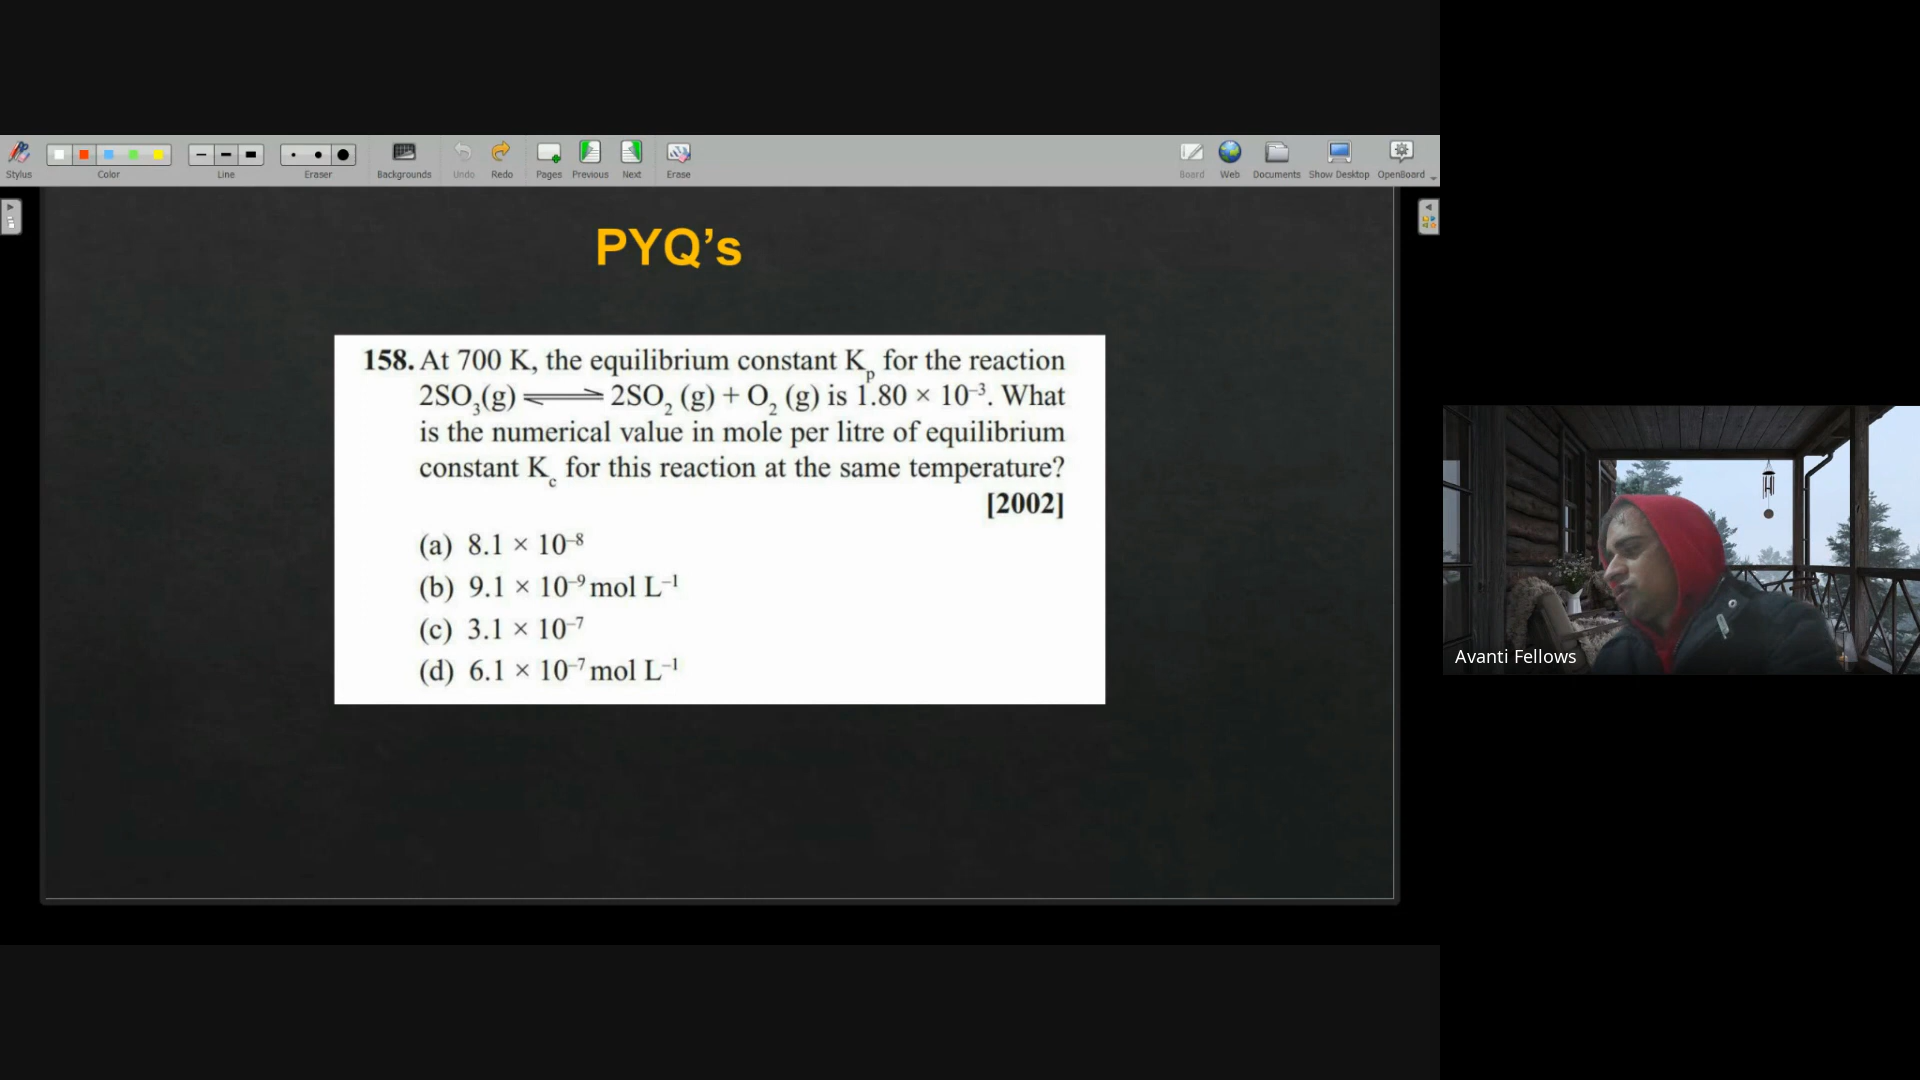 Stylus
Color
Line
Eraser
Backgrounds
Undo
Redo
Pages
Previous
Next
Erase
Board
Web
Documents
Show Desktop
OpenBoard
PYQ’s
158. At 700 K, the equilibrium constant Kₚ for the reaction
2SO₃(g) ⇌ 2SO₂ (g) + O₂ (g) is 1.80 × 10⁻³. What
is the numerical value in mole per litre of equilibrium
constant K_c for this reaction at the same temperature?
[2002]
(a) 8.1 × 10⁻⁸
(b) 9.1 × 10⁻⁹ mol L⁻¹
(c) 3.1 × 10⁻⁷
(d) 6.1 × 10⁻⁷ mol L⁻¹
Avanti Fellows